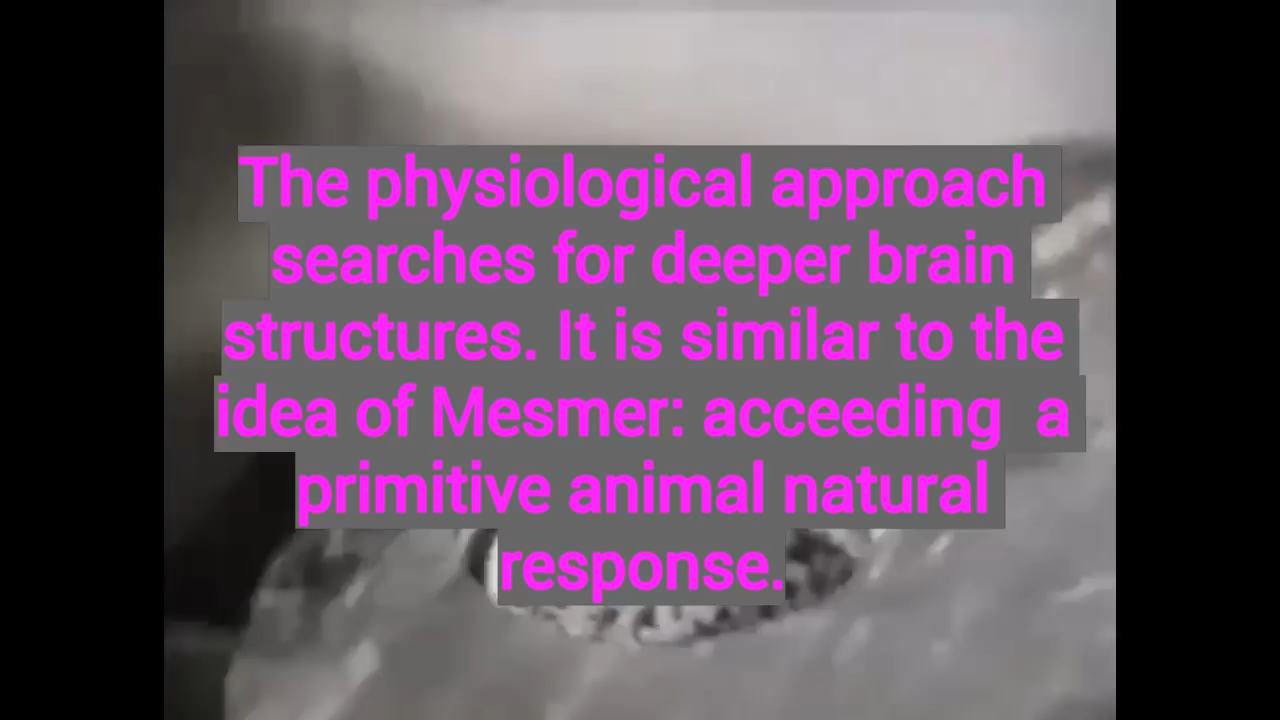 The physiological approach
searches for deeper brain
structures. It is similar to the
idea of Mesmer: acceeding  a
primitive animal natural
response.